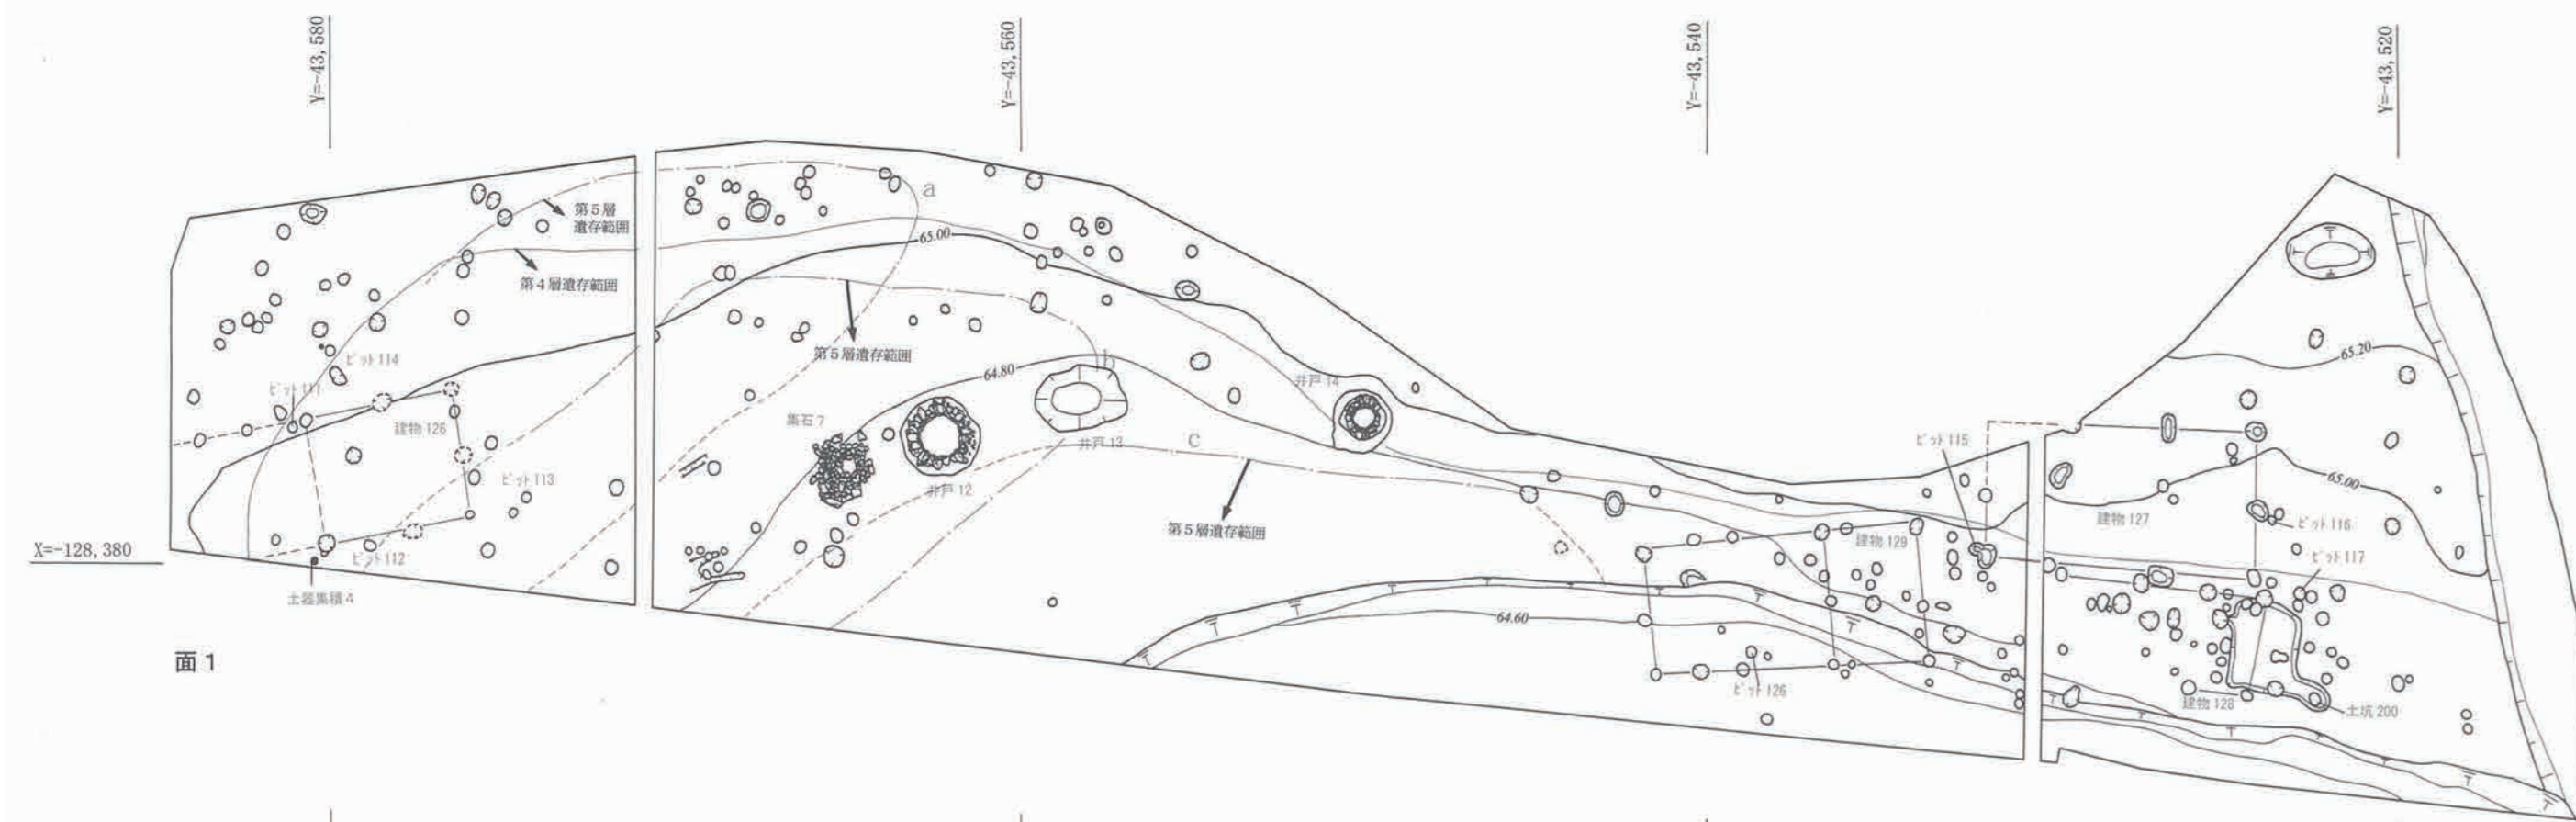 Y=-43,580
Y=-43,560
Y=-43,540
Y=-43,520
a
第5層
遺存範囲
65.00
第4層遺存範囲
65.20
第5層遺存範囲
b
ピット114
64.80
井戸14
ピット111
建物126
集石7
井戸13
c
ピット115
65.00
ピット113
井戸12
建物127
ピット116
第5層遺存範囲
X=-128,380
建物129
ピット112
ピット117
土器集積4
64.60
面1
ピット126
建物128
土坑200